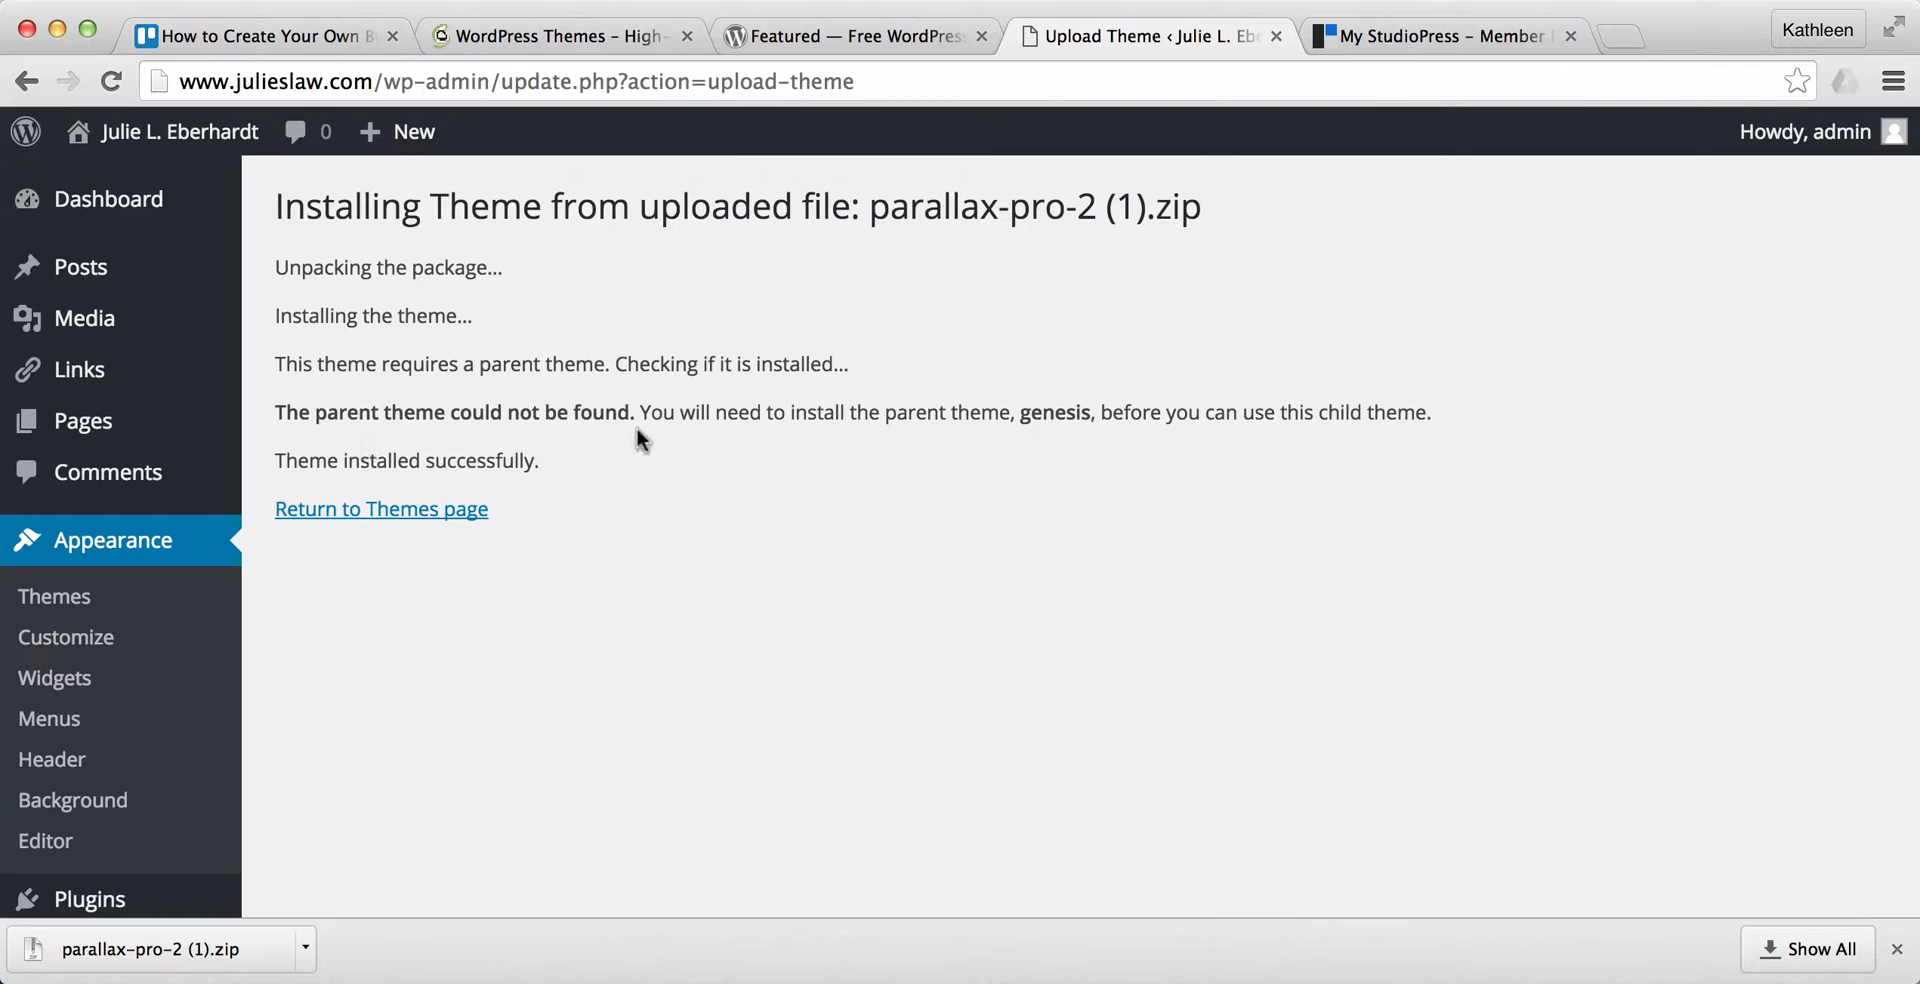 How to Create Your Own B
WordPress Themes – High-
Featured — Free WordPress
Upload Theme ‹ Julie L. Ebe
My StudioPress – Member
Kathleen
www.julieslaw.com/wp-admin/update.php?action=upload-theme
Julie L. Eberhardt
0
New
Howdy, admin
Dashboard
Posts
Media
Links
Pages
Comments
Appearance
Themes
Customize
Widgets
Menus
Header
Background
Editor
Plugins
Installing Theme from uploaded file: parallax-pro-2 (1).zip
Unpacking the package...
Installing the theme...
This theme requires a parent theme. Checking if it is installed...
The parent theme could not be found. You will need to install the parent theme, genesis, before you can use this child theme.
Theme installed successfully.
Return to Themes page
parallax-pro-2 (1).zip
Show All